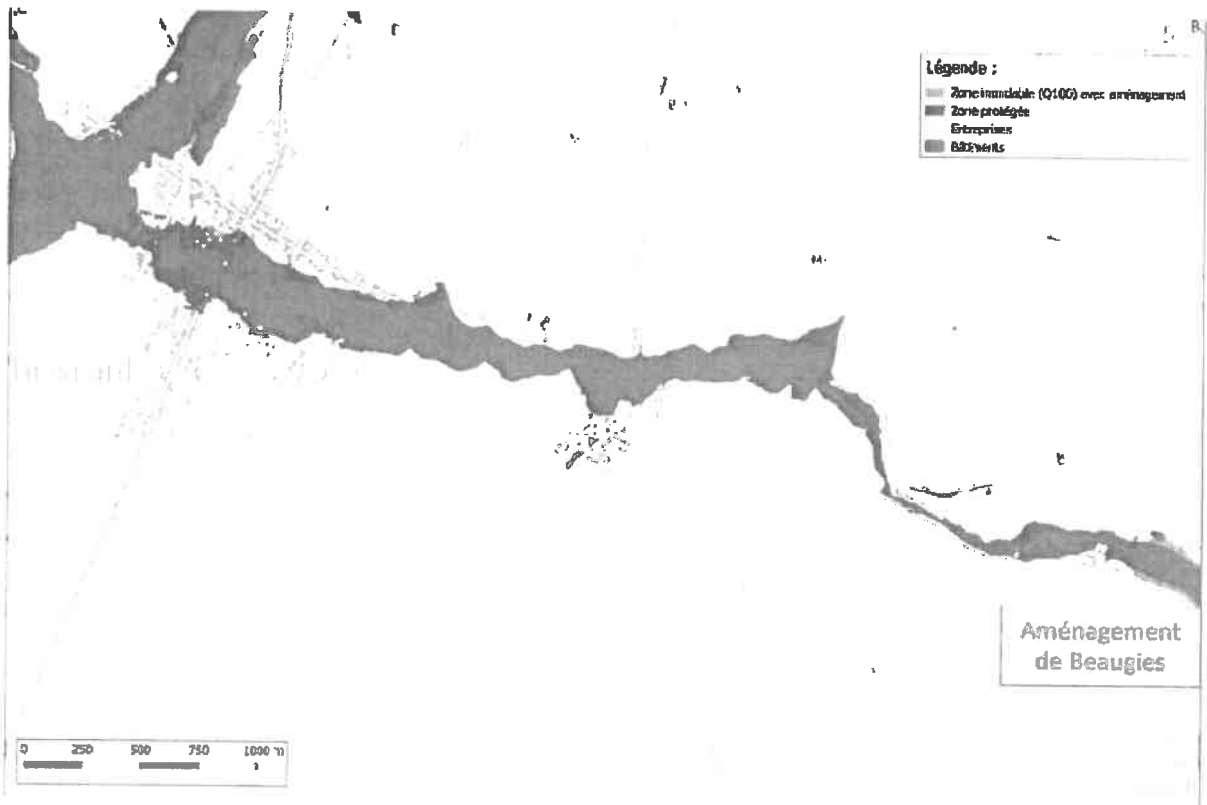 Légende :
Zone inondable (Q100) avec aménagement
Zone protégée
Entreprises
Bâtiments
Aménagement
de Beaugies
0 250 500 750 1000 m